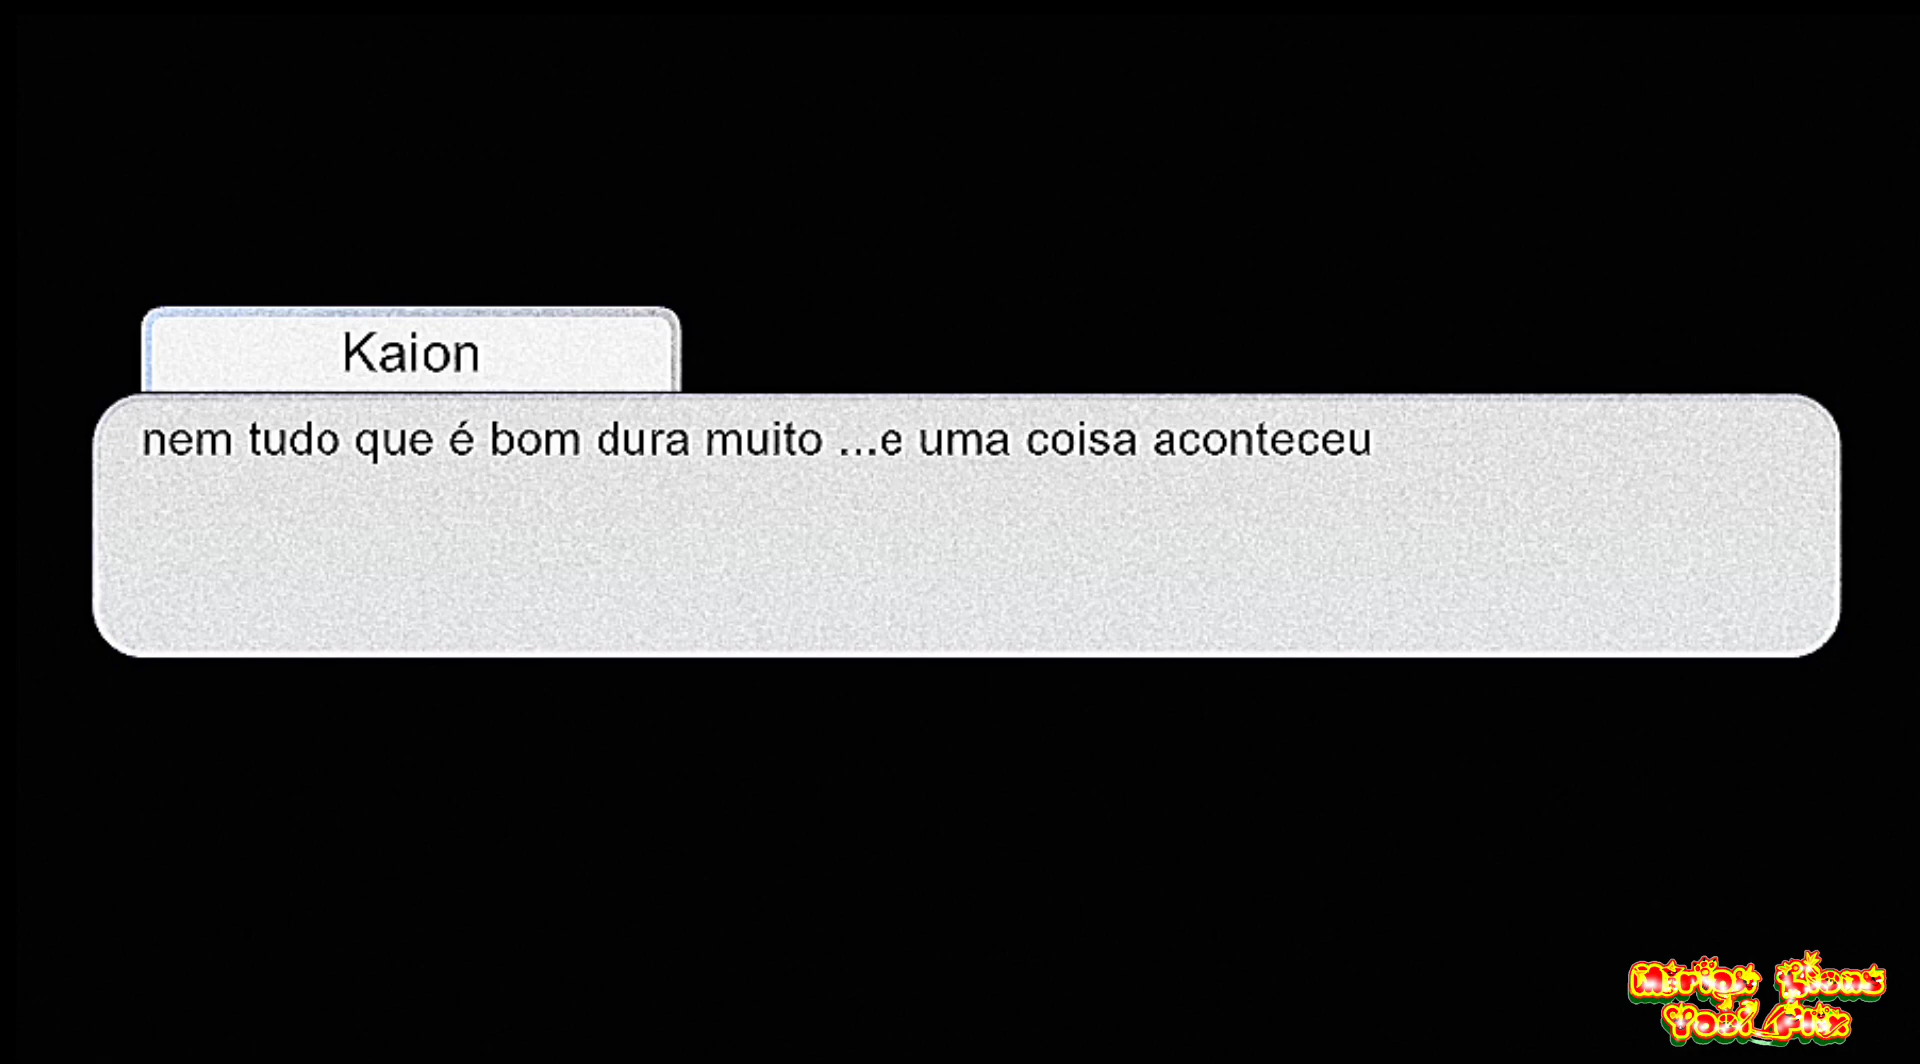 Kaion
nem tudo que é bom dura muito ...e uma coisa aconteceu